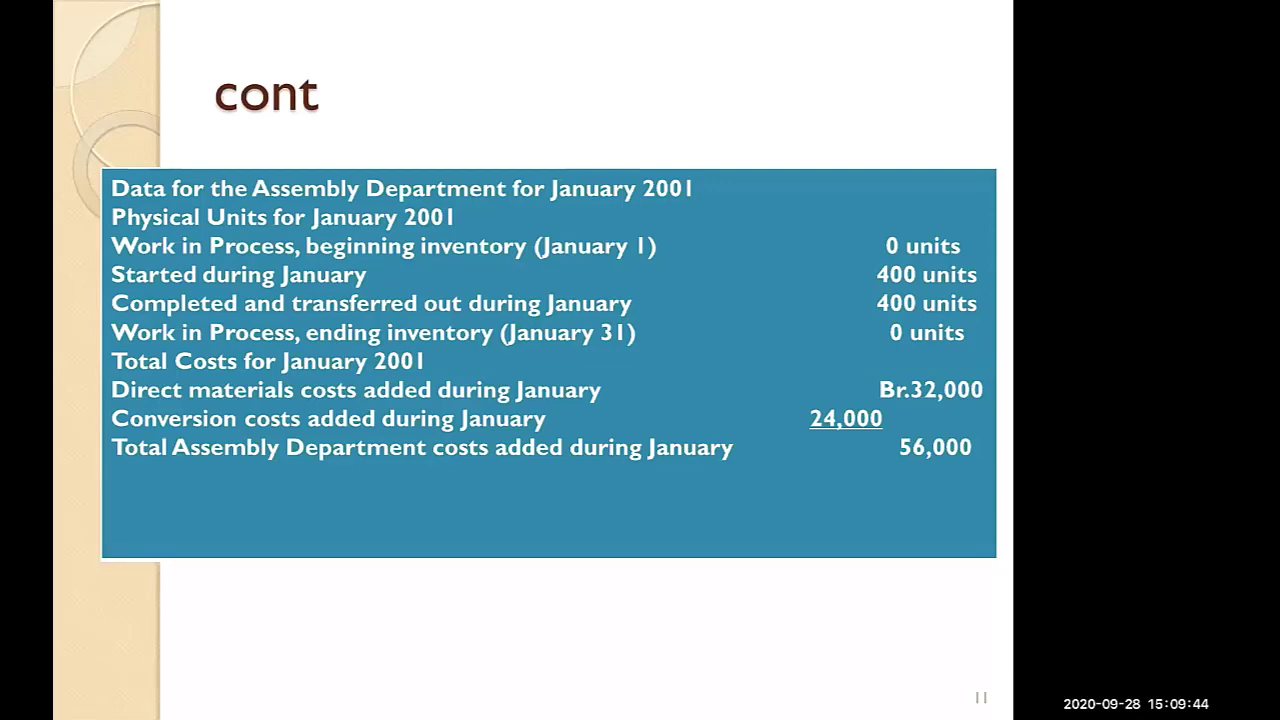 cont
Data for the Assembly Department for January 2001
Physical Units for January 2001
Work in Process, beginning inventory (January 1) 0 units
Started during January 400 units
Completed and transferred out during January 400 units
Work in Process, ending inventory (January 31) 0 units
Total Costs for January 2001
Direct materials costs added during January Br.32,000
Conversion costs added during January 24,000
Total Assembly Department costs added during January 56,000
11
2020-09-28 15:09:44